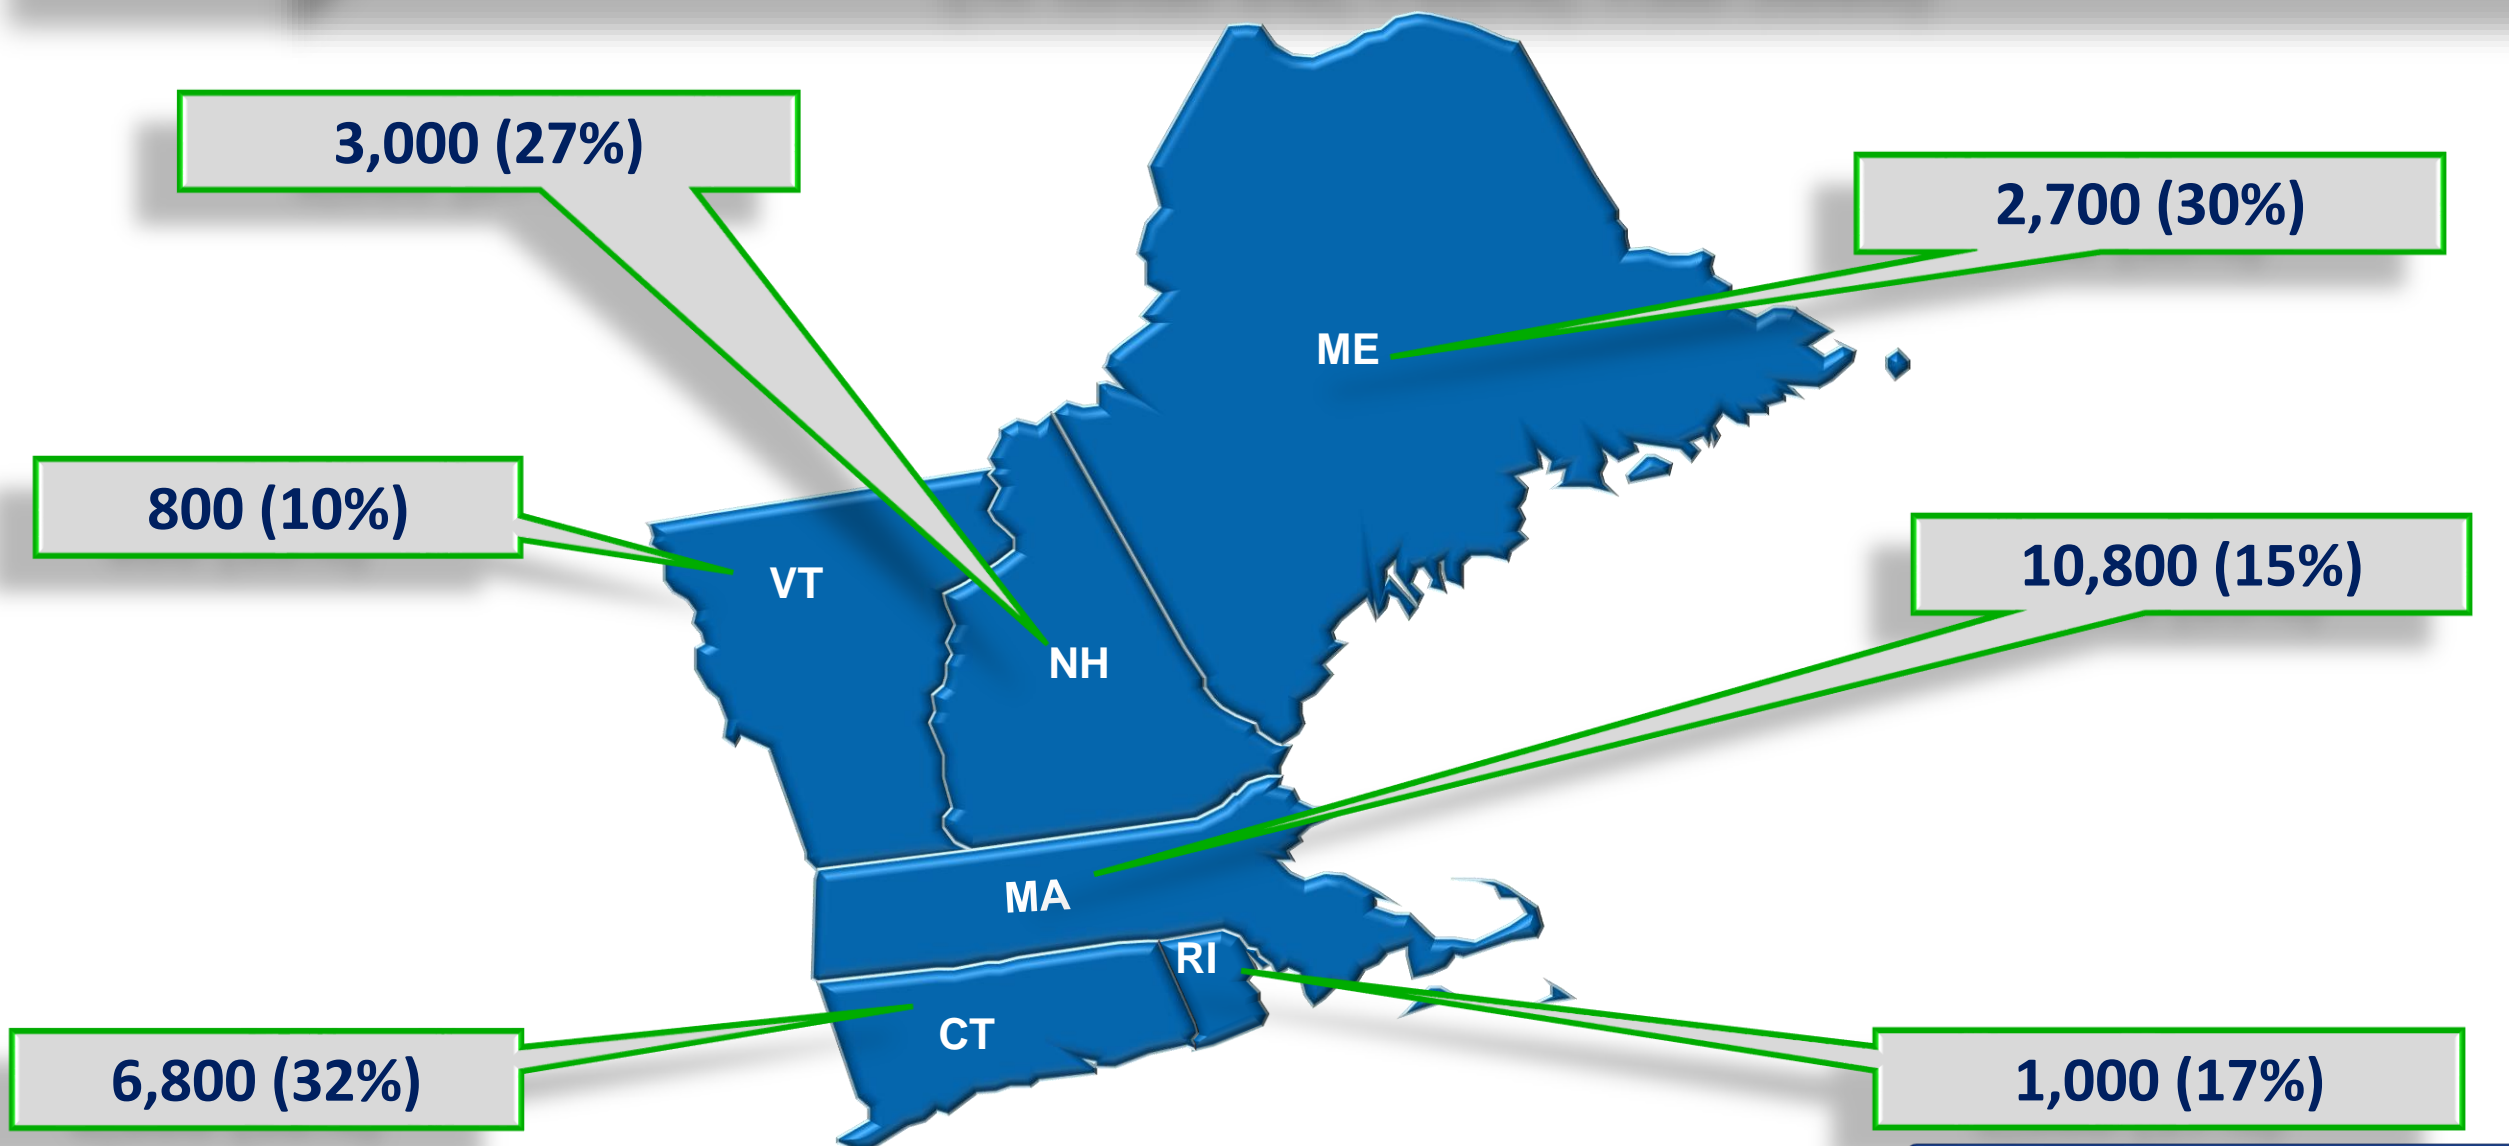 3,000 (27%)
2,700 (30%)
ME
800 (10%)
10,800 (15%)
VT
NH
MA
RI
CT
6,800 (32%)
1,000 (17%)